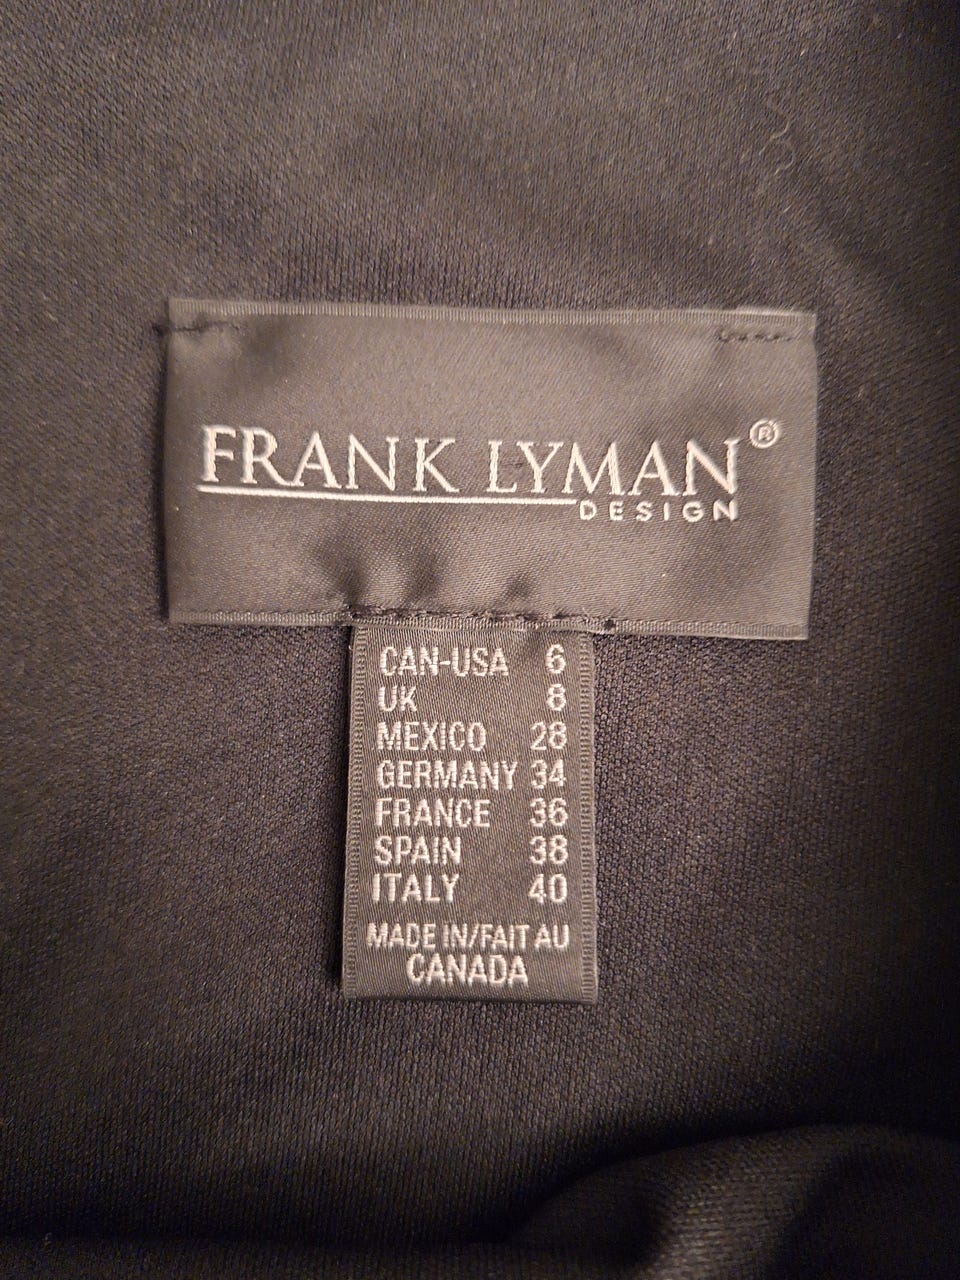 FRANK LYMAN®
DESIGN
CAN-USA 6
UK 8
MEXICO 28
GERMANY 34
FRANCE 36
SPAIN 38
ITALY 40
MADE IN/FAIT AU
CANADA